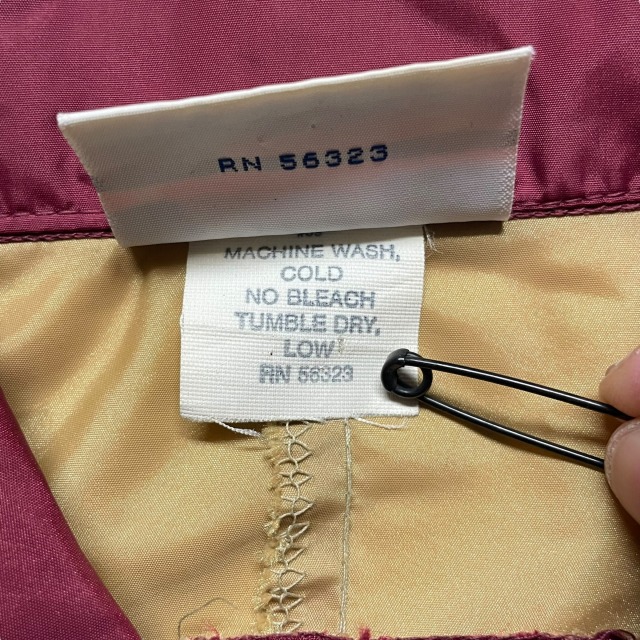 RN 56323
MACHINE WASH,
COLD
NO BLEACH
TUMBLE DRY,
LOW
RN 56323